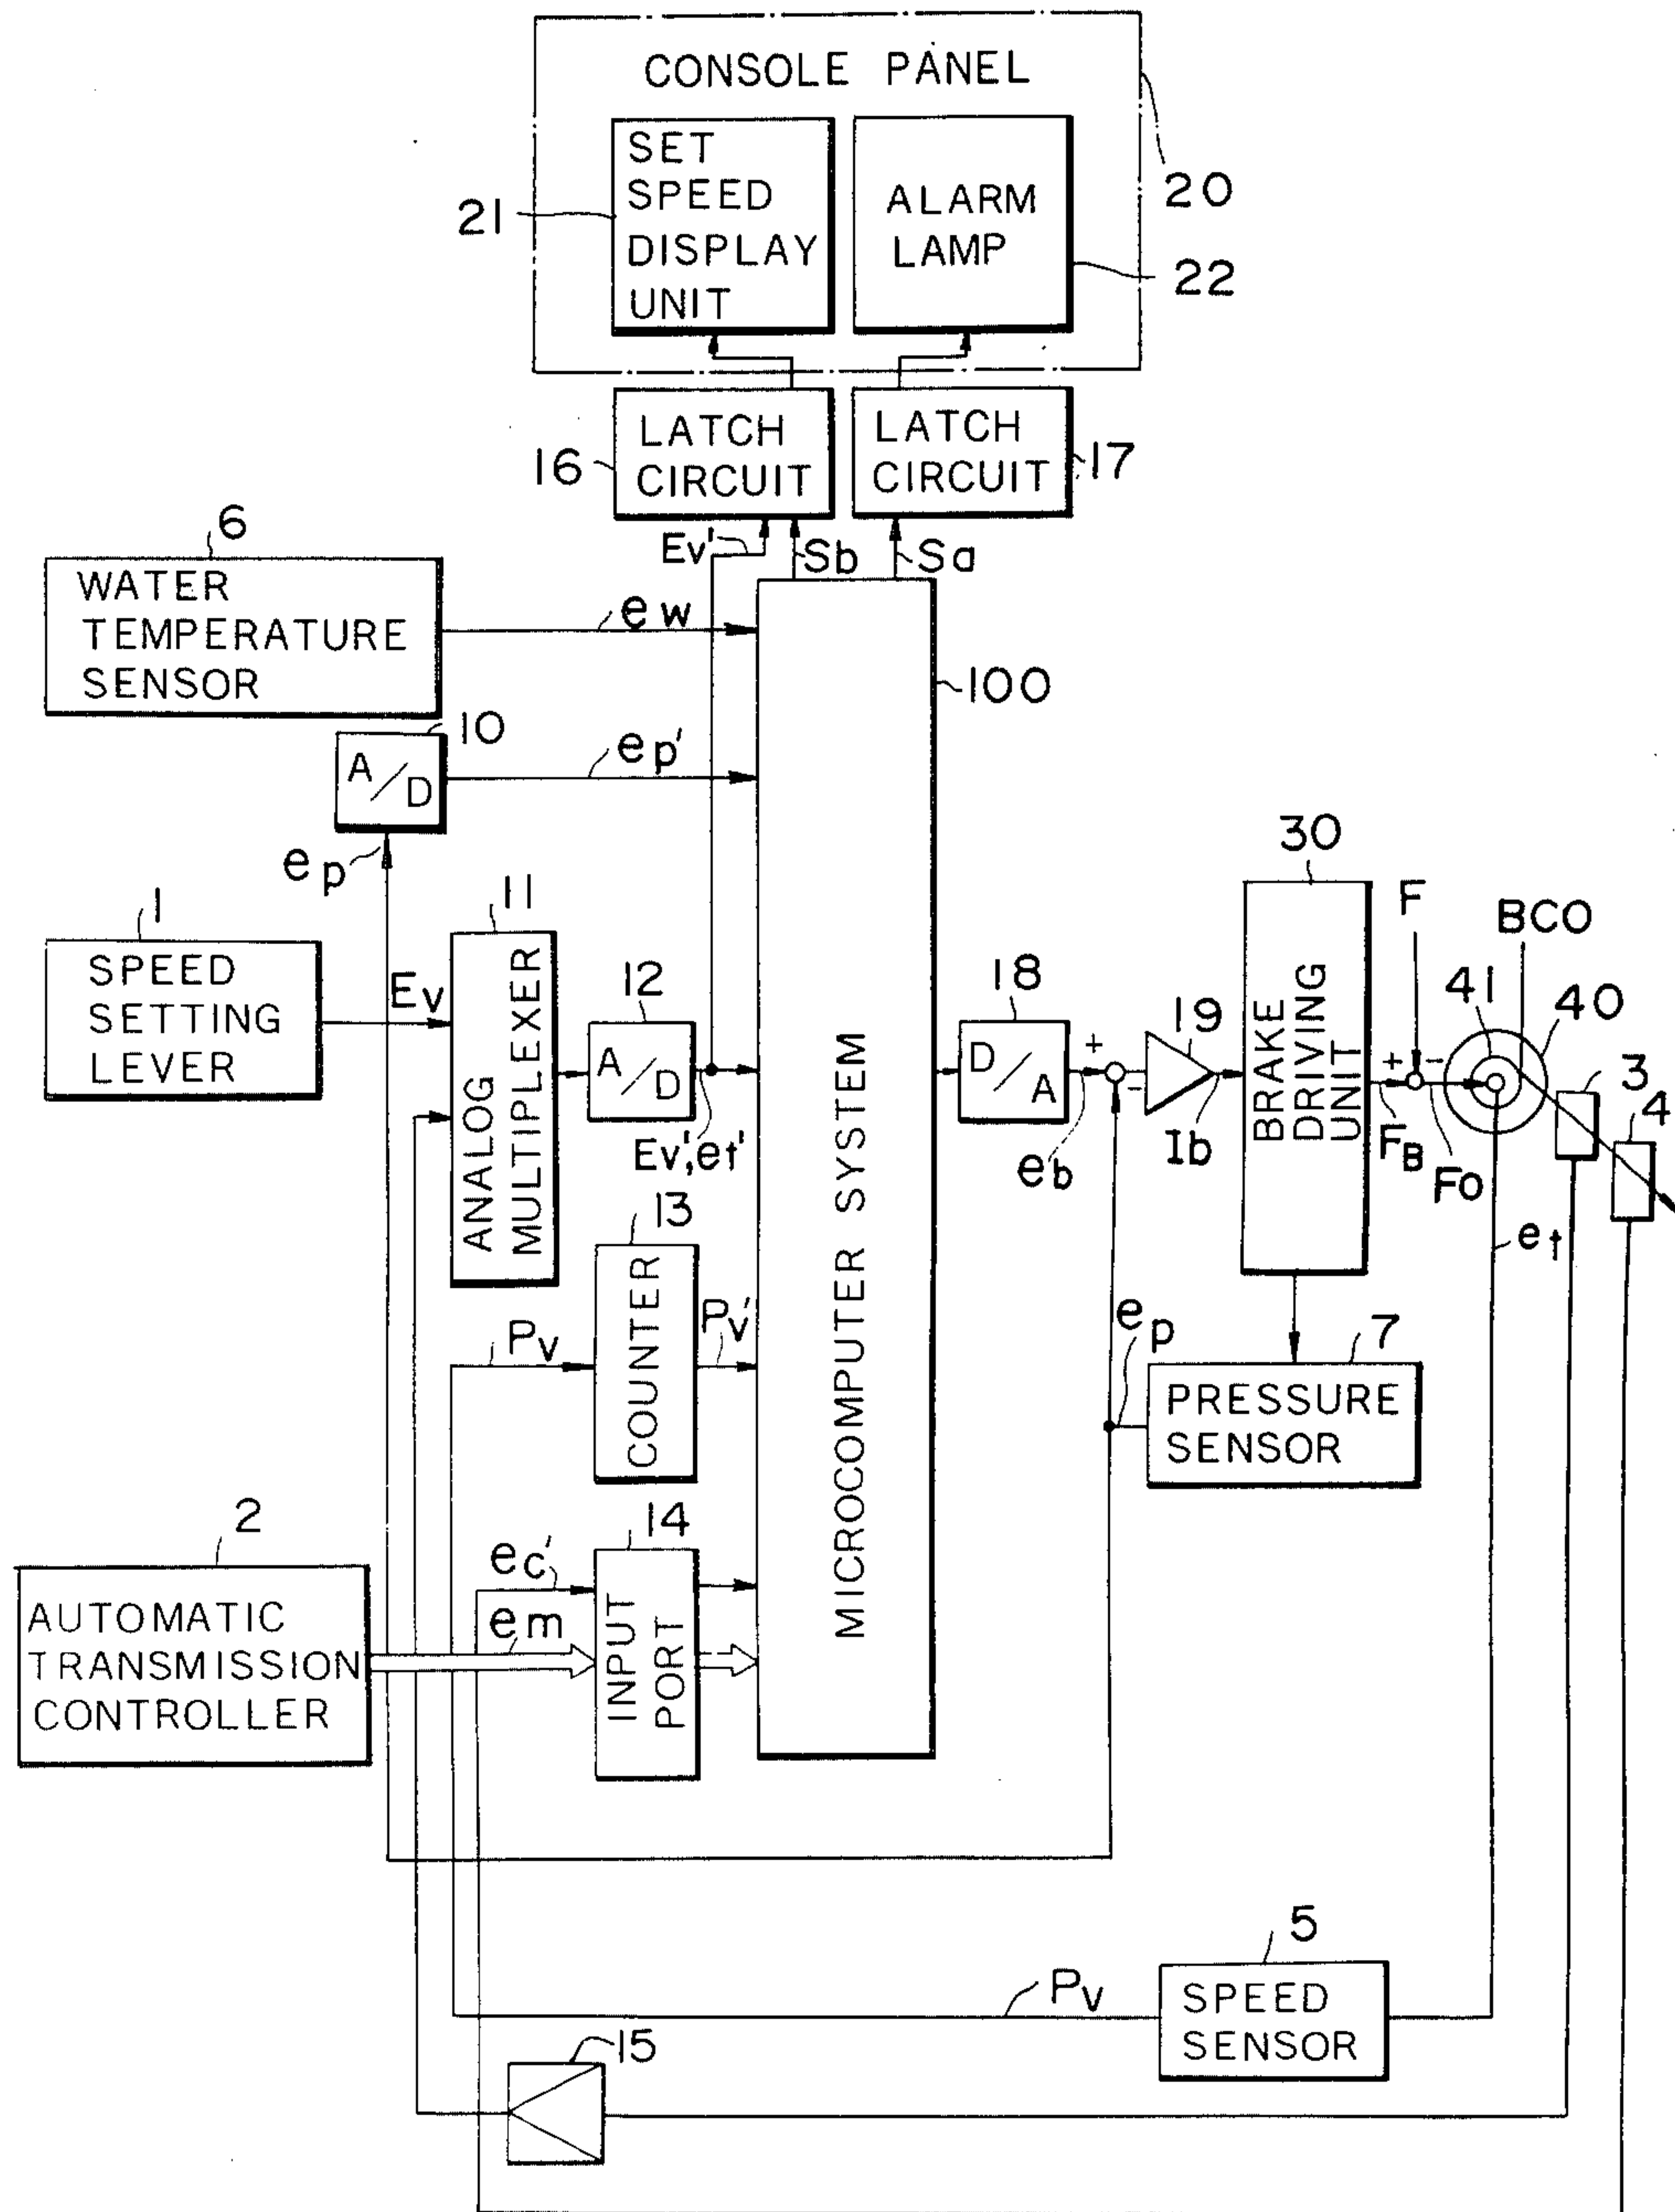 CONSOLE PANEL
20
SET
SPEED
DISPLAY
UNIT
21
ALARM
LAMP
22
LATCH
CIRCUIT
16
LATCH
CIRCUIT
17
Ev'
Sb
Sa
6
WATER
TEMPERATURE
SENSOR
ew
100
10
A/D
ep'
ep
1
SPEED
SETTING
LEVER
Ev
11
ANALOG
MULTIPLEXER
12
A/D
Ev',et'
MICROCOMPUTER SYSTEM
18
D/A
eb
+
-
19
Ib
30
BRAKE
DRIVING
UNIT
F
+
-
FB
FO
BCO
41
40
3
4
et
13
COUNTER
Pv
Pv'
ep
7
PRESSURE
SENSOR
2
AUTOMATIC
TRANSMISSION
CONTROLLER
ec'
em
14
INPUT
PORT
5
SPEED
SENSOR
Pv
15